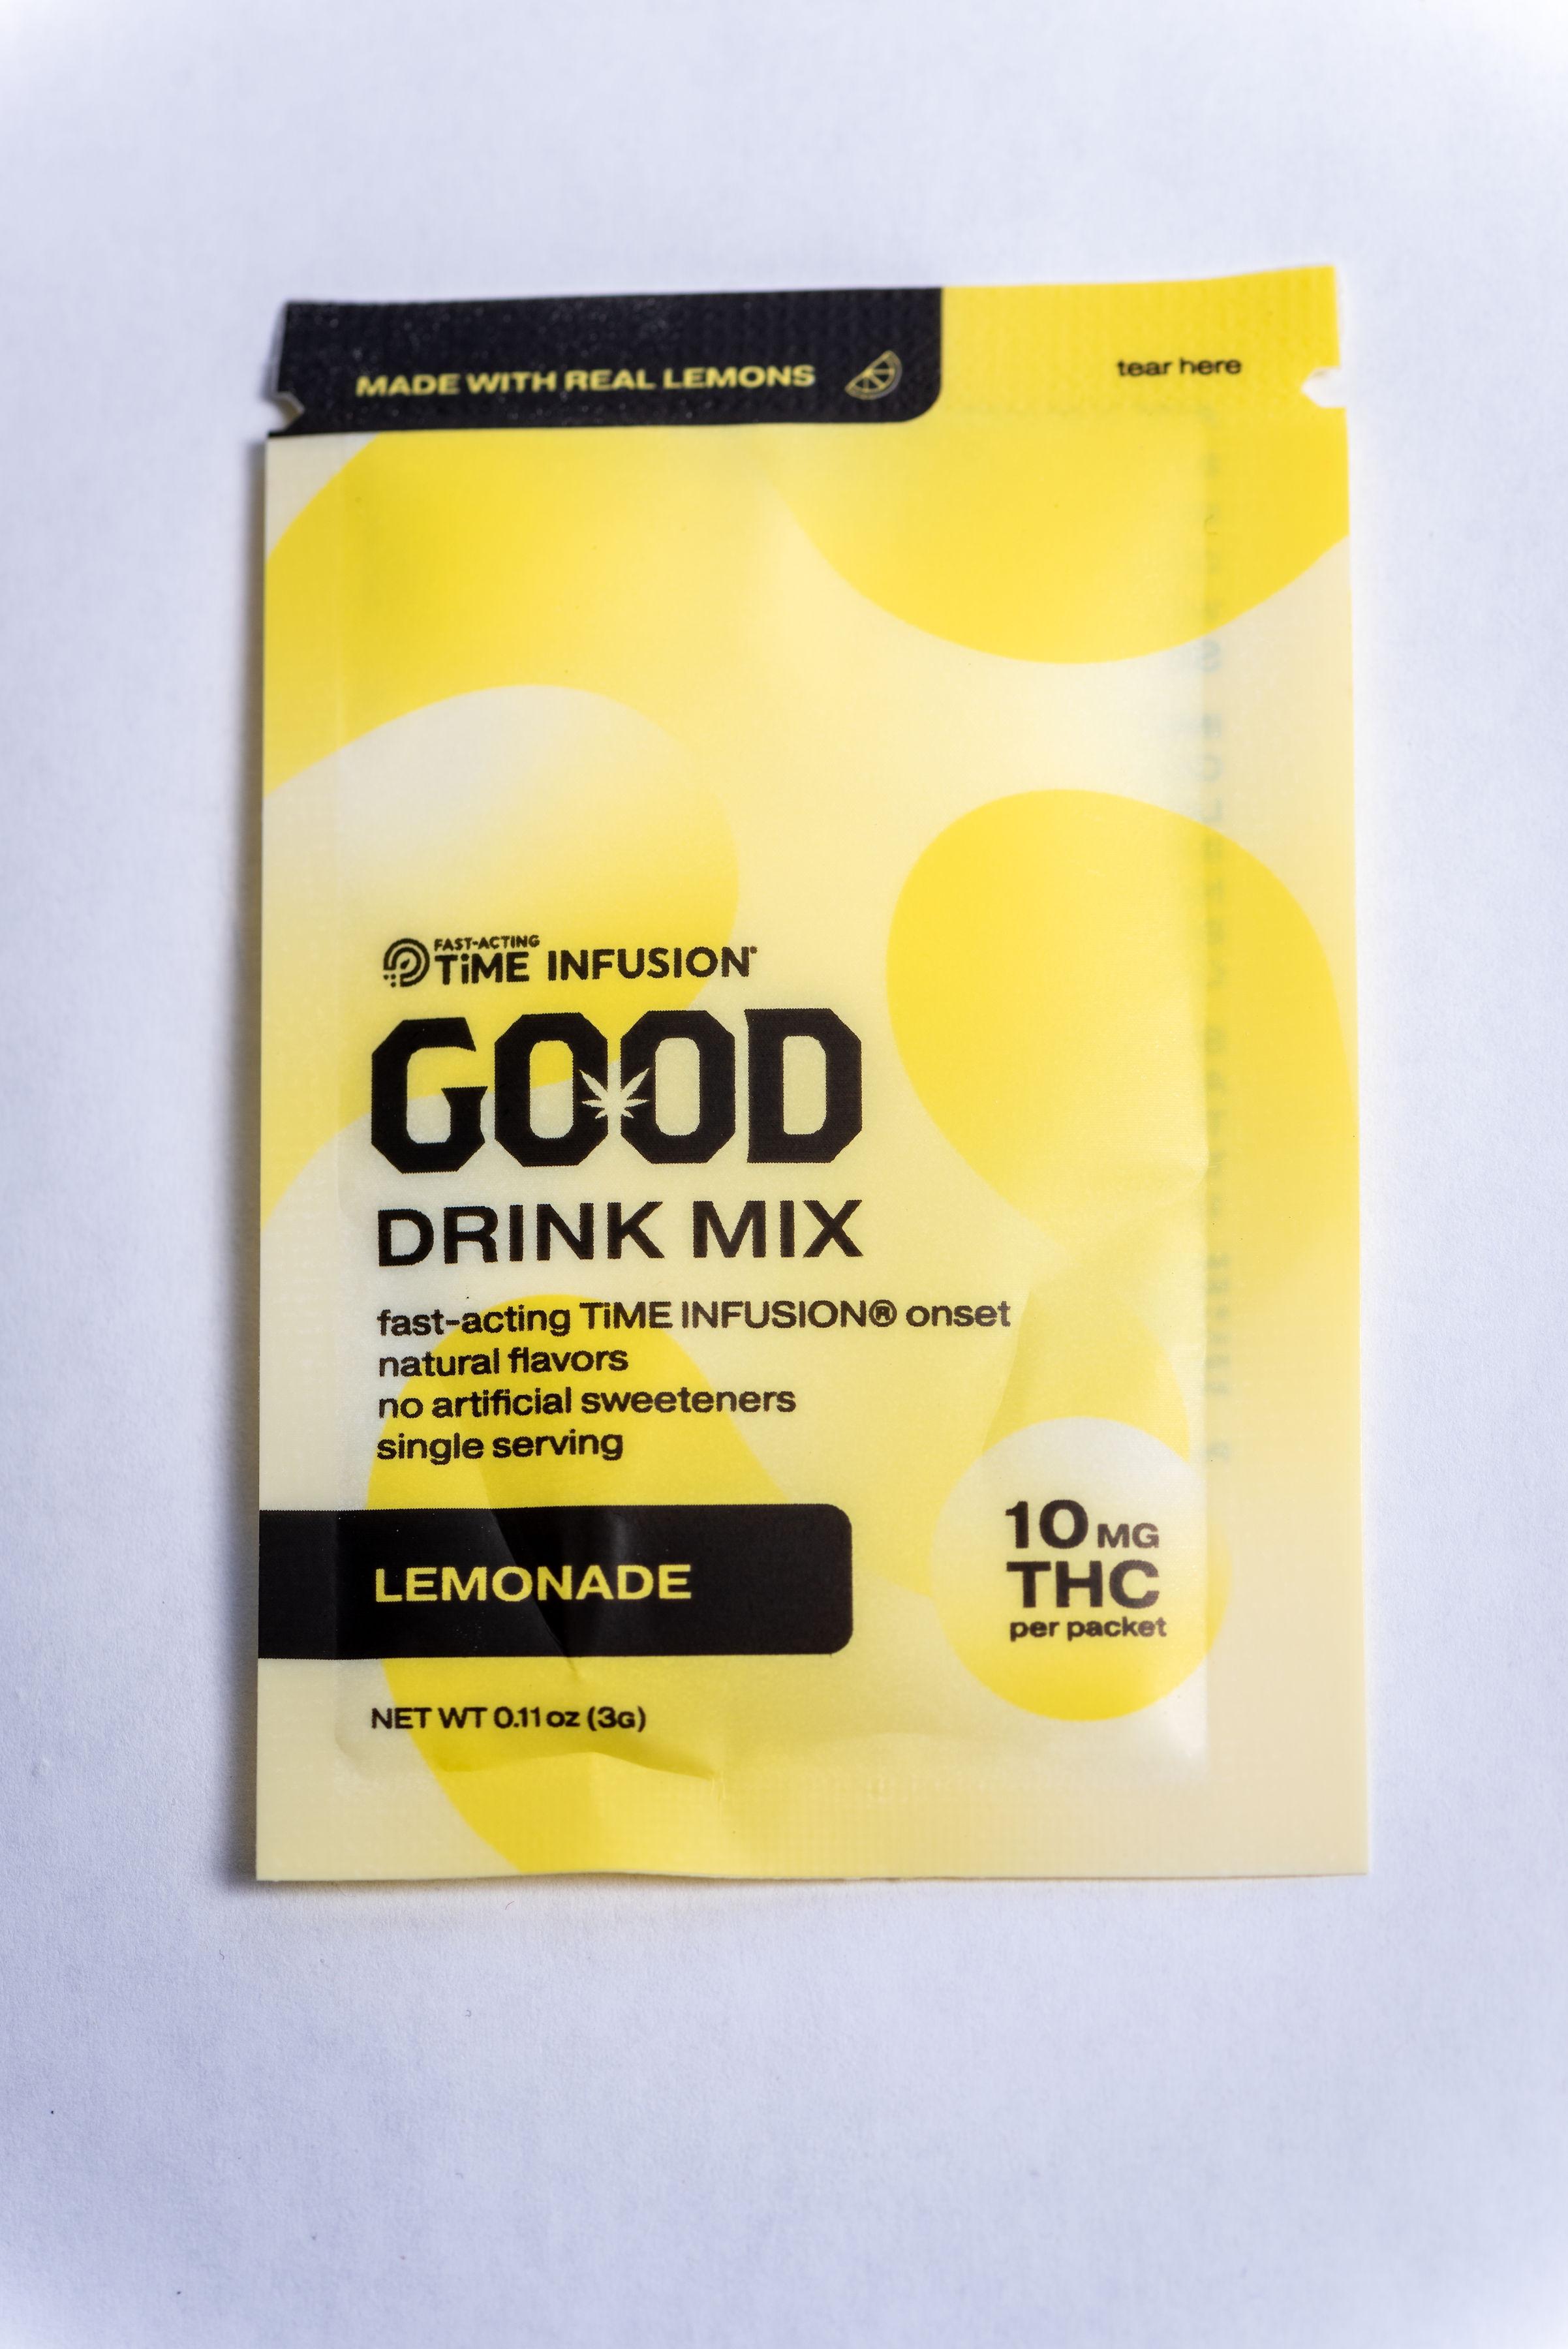 MADE WITH REAL LEMONS
tear here
FAST-ACTING
TiME INFUSION®
GOOD
DRINK MIX
fast-acting TiME INFUSION® onset
natural flavors
no artificial sweeteners
single serving
LEMONADE
10 MG
THC
per packet
NET WT 0.11 oz (3G)